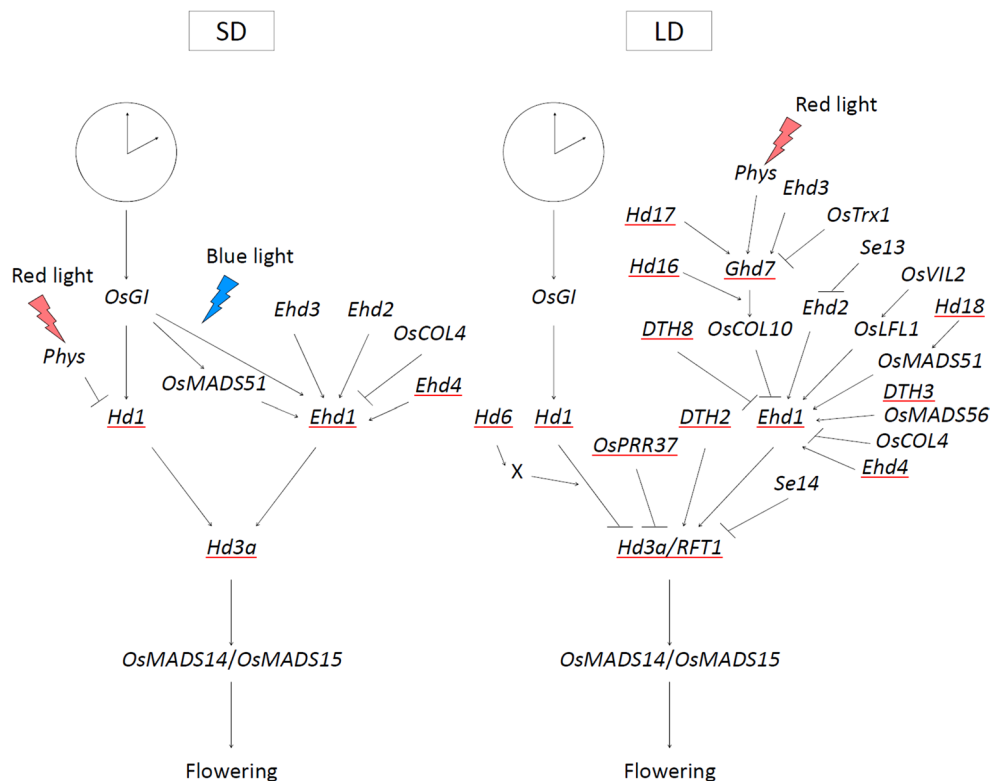 SD
LD
Red light
Phys
Ehd3
Hd17
OsTrx1
Blue light
Red light
Hd16
Ghd7
Se13
OsVIL2
OsGI
OsGI
Ehd3
Ehd2
Ehd2
Hd18
OsCOL4
DTH8
OsCOL10
OsLFL1
Phys
OsMADS51
OsMADS51
Ehd4
DTH3
Hd1
Ehd1
Hd6
Hd1
DTH2
Ehd1
OsMADS56
OsPRR37
OsCOL4
X
Ehd4
Se14
Hd3a
Hd3a/RFT1
OsMADS14/OsMADS15
OsMADS14/OsMADS15
Flowering
Flowering